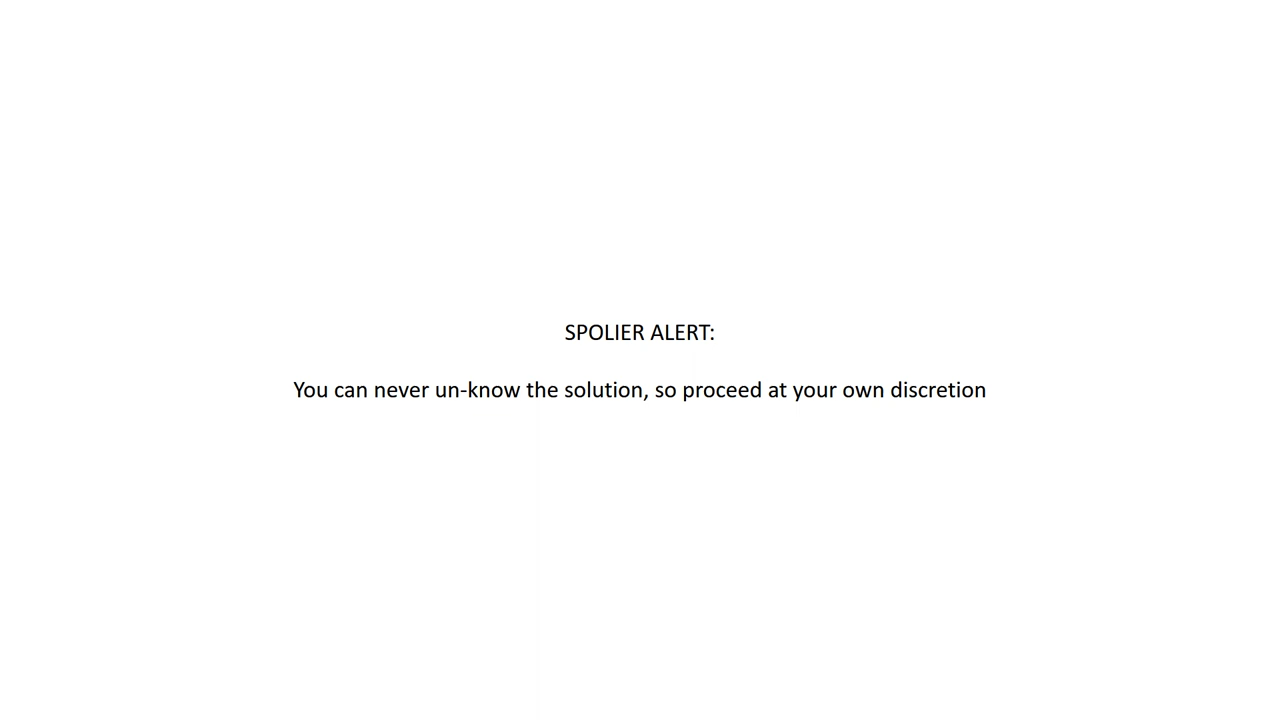 SPOLIER ALERT:
You can never un-know the solution, so proceed at your own discretion